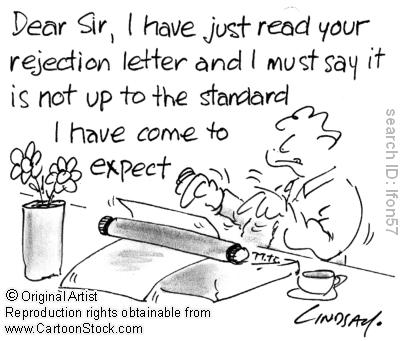 Dear Sir, I have just read your
rejection letter and I must say it
is not up to the standard
I have come to
expect
search ID: lfon57
© Original Artist
Reproduction rights obtainable from
www.CartoonStock.com
LINDSAY.